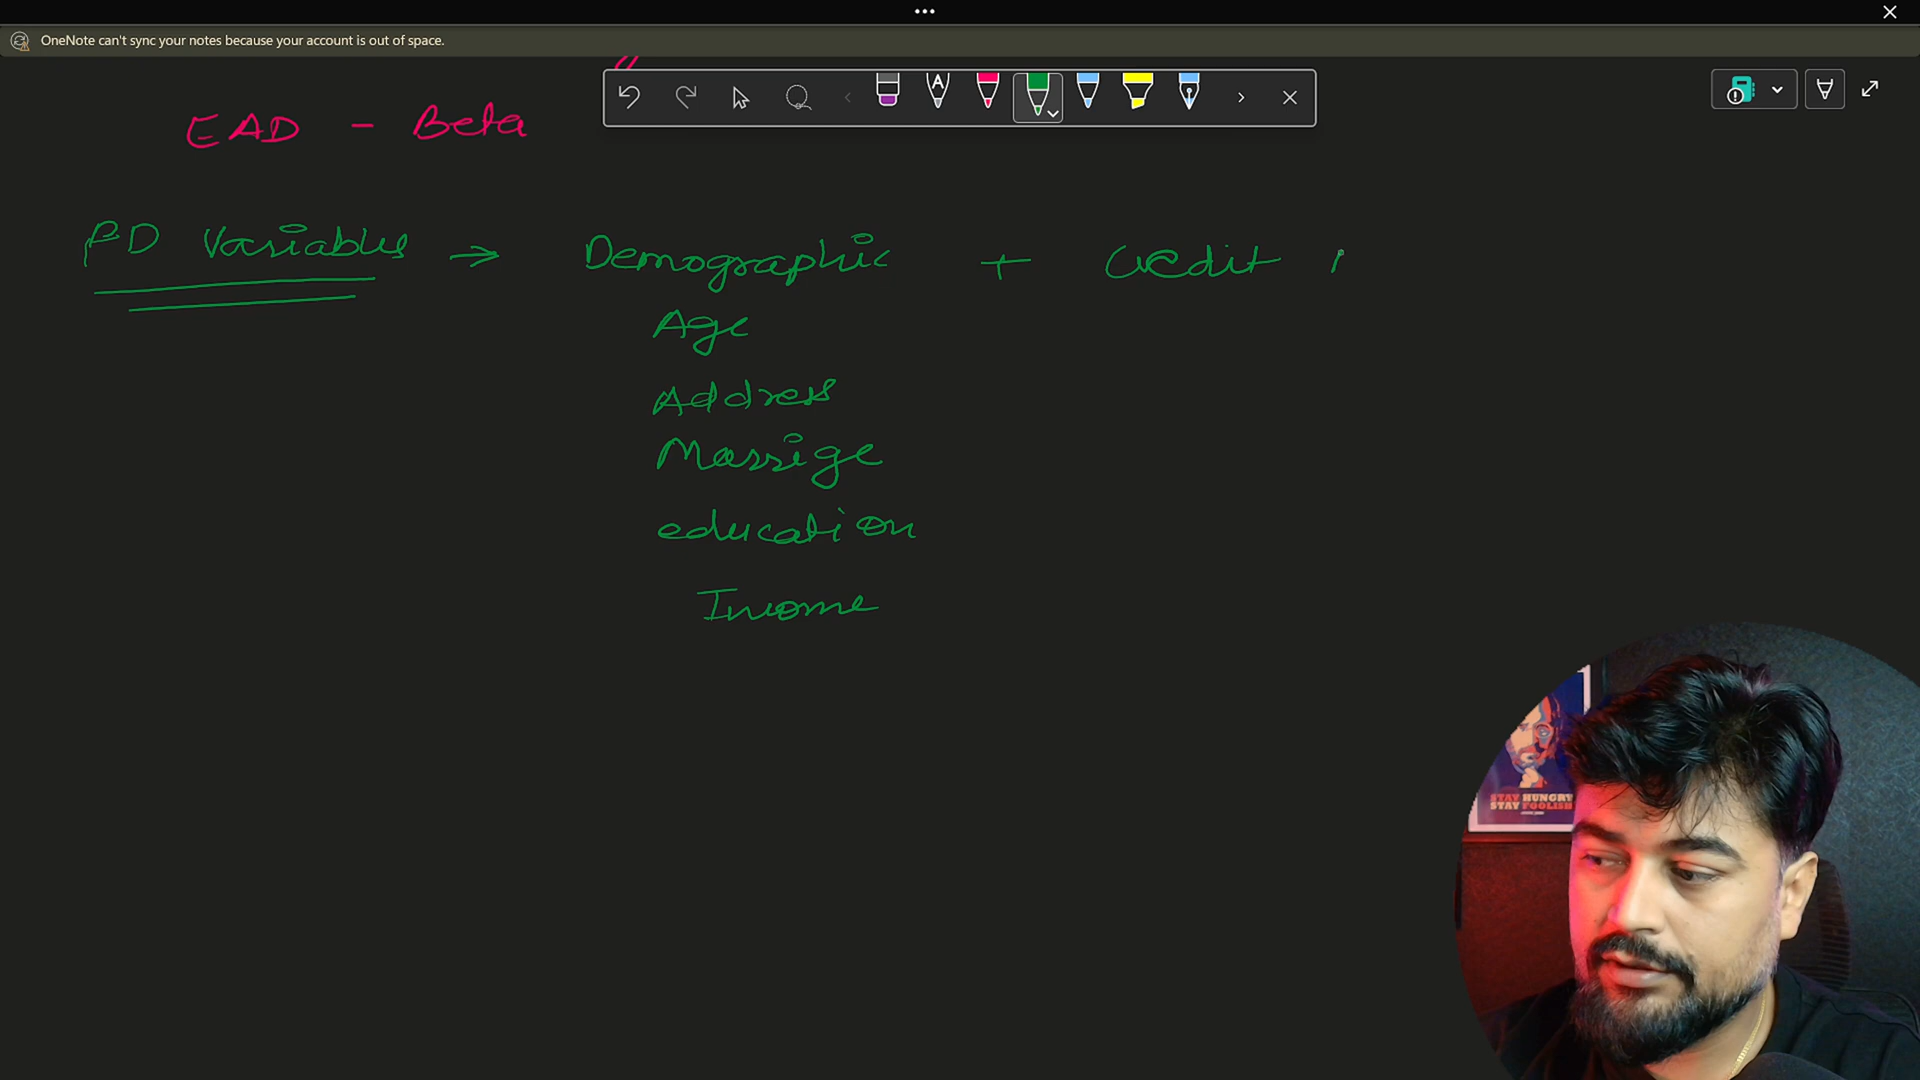 OneNote can't sync your notes because your account is out of space.
EAD - Beta
PD Variables → Demographic + Credit
Age
Address
Marrige
education
Income
STAY HUNGRY
STAY FOOLISH